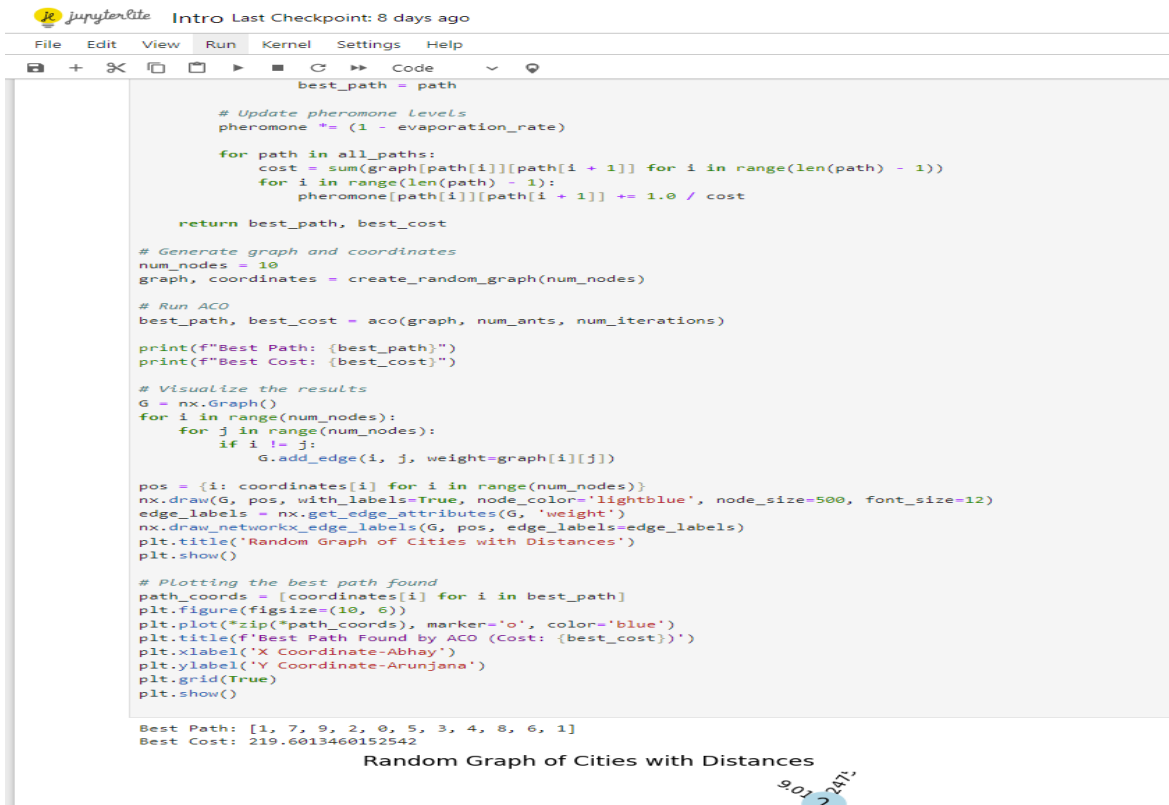 jupyterlite Intro Last Checkpoint: 8 days ago
File Edit View Run Kernel Settings Help
Code
best_path = path
# Update pheromone levels
pheromone *= (1 - evaporation_rate)
for path in all_paths:
cost = sum(graph[path[i]][path[i + 1]] for i in range(len(path) - 1))
for i in range(len(path) - 1):
pheromone[path[i]][path[i + 1]] += 1.0 / cost
return best_path, best_cost
# Generate graph and coordinates
num_nodes = 10
graph, coordinates = create_random_graph(num_nodes)
# Run ACO
best_path, best_cost = aco(graph, num_ants, num_iterations)
print(f"Best Path: {best_path}")
print(f"Best Cost: {best_cost}")
# Visualize the results
G = nx.Graph()
for i in range(num_nodes):
for j in range(num_nodes):
if i != j:
G.add_edge(i, j, weight=graph[i][j])
pos = {i: coordinates[i] for i in range(num_nodes)}
nx.draw(G, pos, with_labels=True, node_color='lightblue', node_size=500, font_size=12)
edge_labels = nx.get_edge_attributes(G, 'weight')
nx.draw_networkx_edge_labels(G, pos, edge_labels=edge_labels)
plt.title('Random Graph of Cities with Distances')
plt.show()
# Plotting the best path found
path_coords = [coordinates[i] for i in best_path]
plt.figure(figsize=(10, 6))
plt.plot(*zip(*path_coords), marker='o', color='blue')
plt.title(f'Best Path Found by ACO (Cost: {best_cost})')
plt.xlabel('X Coordinate-Abhay')
plt.ylabel('Y Coordinate-Arunjana')
plt.grid(True)
plt.show()
Best Path: [1, 7, 9, 2, 0, 5, 3, 4, 8, 6, 1]
Best Cost: 219.6013460152542
Random Graph of Cities with Distances